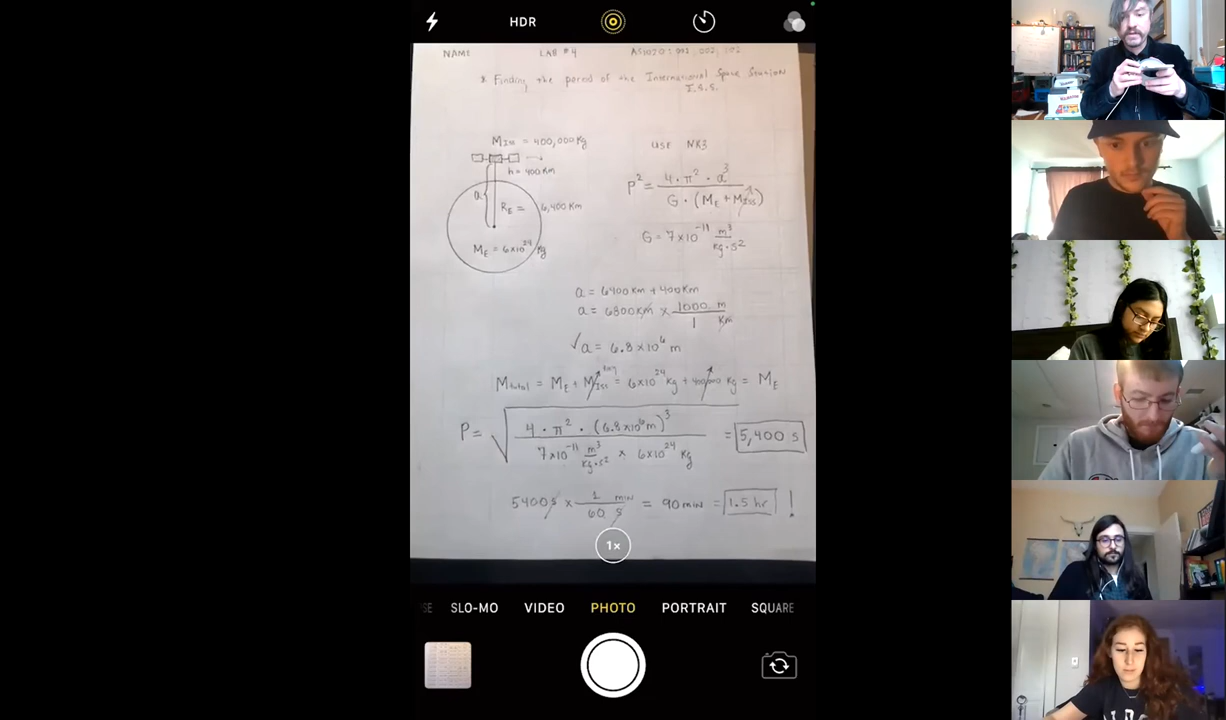 HDR
NAME LAB #4 AS1020: 001, 002, 102
* Finding the period of the International Space Station
I.S.S.
M_ISS = 400,000 Kg
h = 400 Km
a
R_E = 6,400 Km
M_E = 6x10^24 Kg
USE NK3
P² = 4 · π² · a³ / G · (M_E + M_ISS)
G = 7x10^-11 m³ / kg·s²
a = 6400 Km + 400 Km
a = 6800 Km x 1000 m / 1 Km
√ a = 6.8x10^6 m
M_total = M_E + M_ISS = 6x10^24 kg + 400,000 kg = M_E
P = √ 4 · π² · (6.8x10^6 m)³ / 7x10^-11 m³ / kg·s² x 6x10^24 kg = 5,400 s
5400 s x 1 min / 60 s = 90 min = 1.5 hr !
1x
SLO-MO VIDEO PHOTO PORTRAIT SQUARE